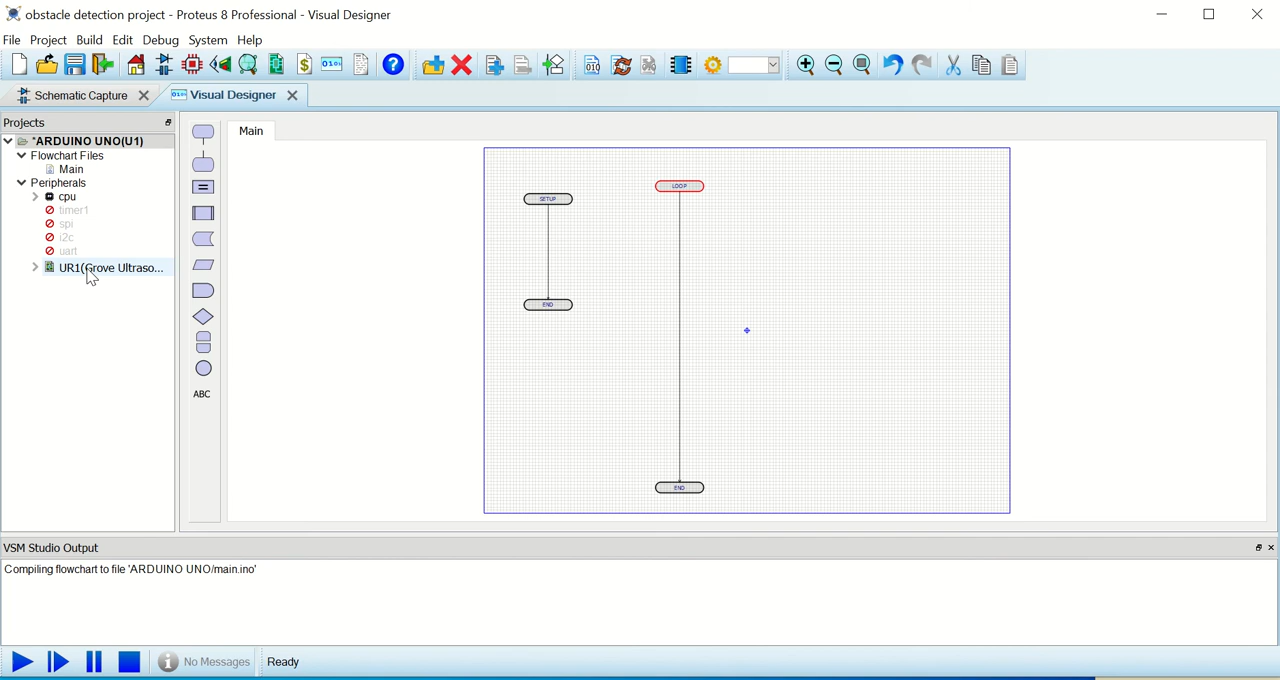 obstacle detection project - Proteus 8 Professional - Visual Designer
File Project Build Edit Debug System Help
Schematic Capture Visual Designer
Projects
*ARDUINO UNO(U1)
Flowchart Files
Main
Peripherals
cpu
timer1
spi
i2c
uart
UR1(Grove Ultraso...
ABC
Main
SETUP
LOOP
END
END
VSM Studio Output
Compiling flowchart to file 'ARDUINO UNO/main.ino'
No Messages Ready